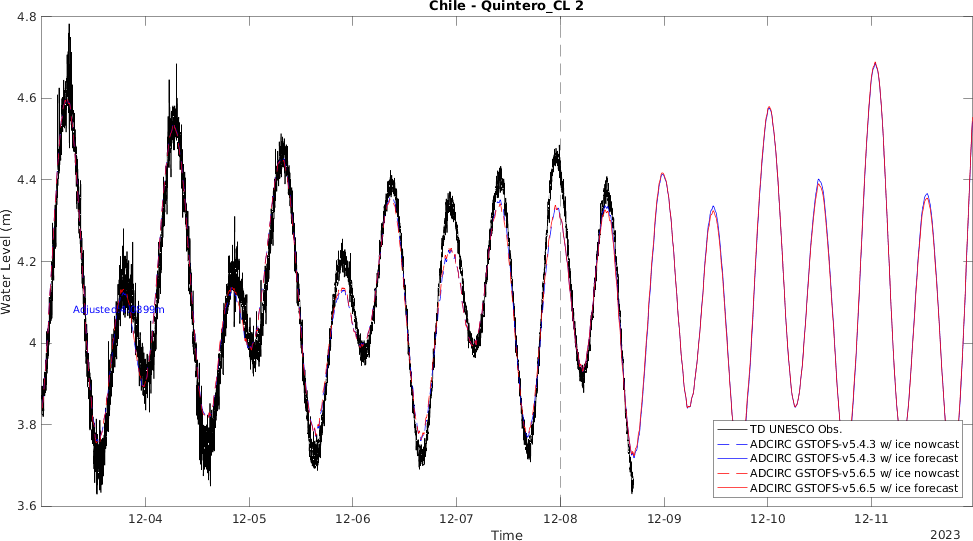 Chile - Quintero_CL 2
Water Level (m)
4.8
4.6
4.4
4.2
4
3.8
3.6
Adjusted
12-04
12-05
12-06
12-07
12-08
12-09
12-10
12-11
Time
2023
TD UNESCO Obs.
ADCIRC GSTOFS-v5.4.3 w/ ice nowcast
ADCIRC GSTOFS-v5.4.3 w/ ice forecast
ADCIRC GSTOFS-v5.6.5 w/ ice nowcast
ADCIRC GSTOFS-v5.6.5 w/ ice forecast